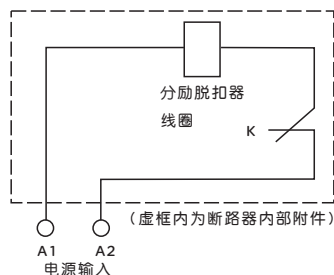 分励脱扣器
线圈
K
（虚框内为断路器内部附件）
A1 A2
电源输入